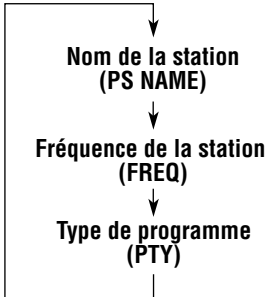 Nom de la station
(PS NAME)
Fréquence de la station
(FREQ)
Type de programme
(PTY)